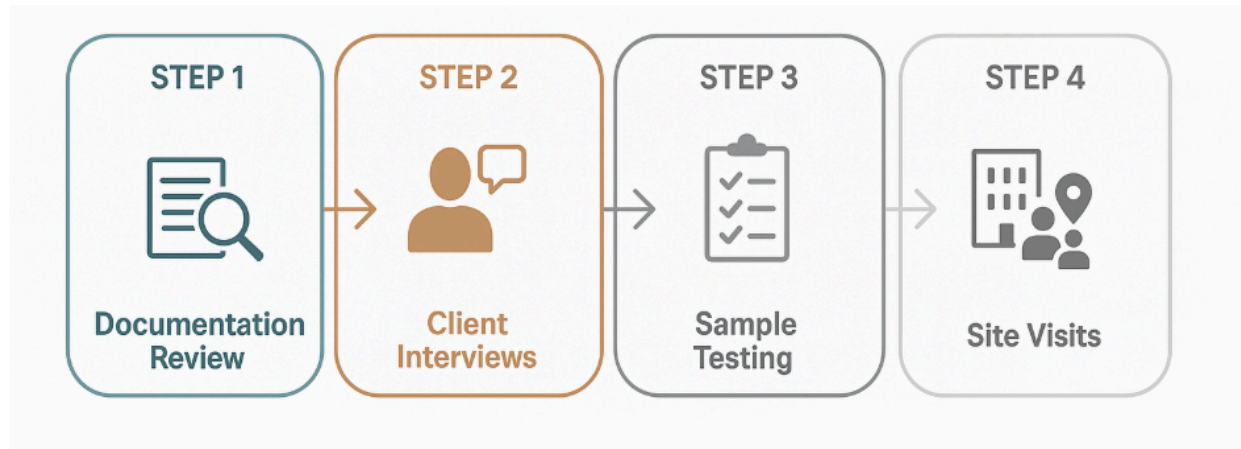 STEP 1
Documentation
Review
STEP 2
Client
Interviews
STEP 3
Sample
Testing
STEP 4
Site Visits